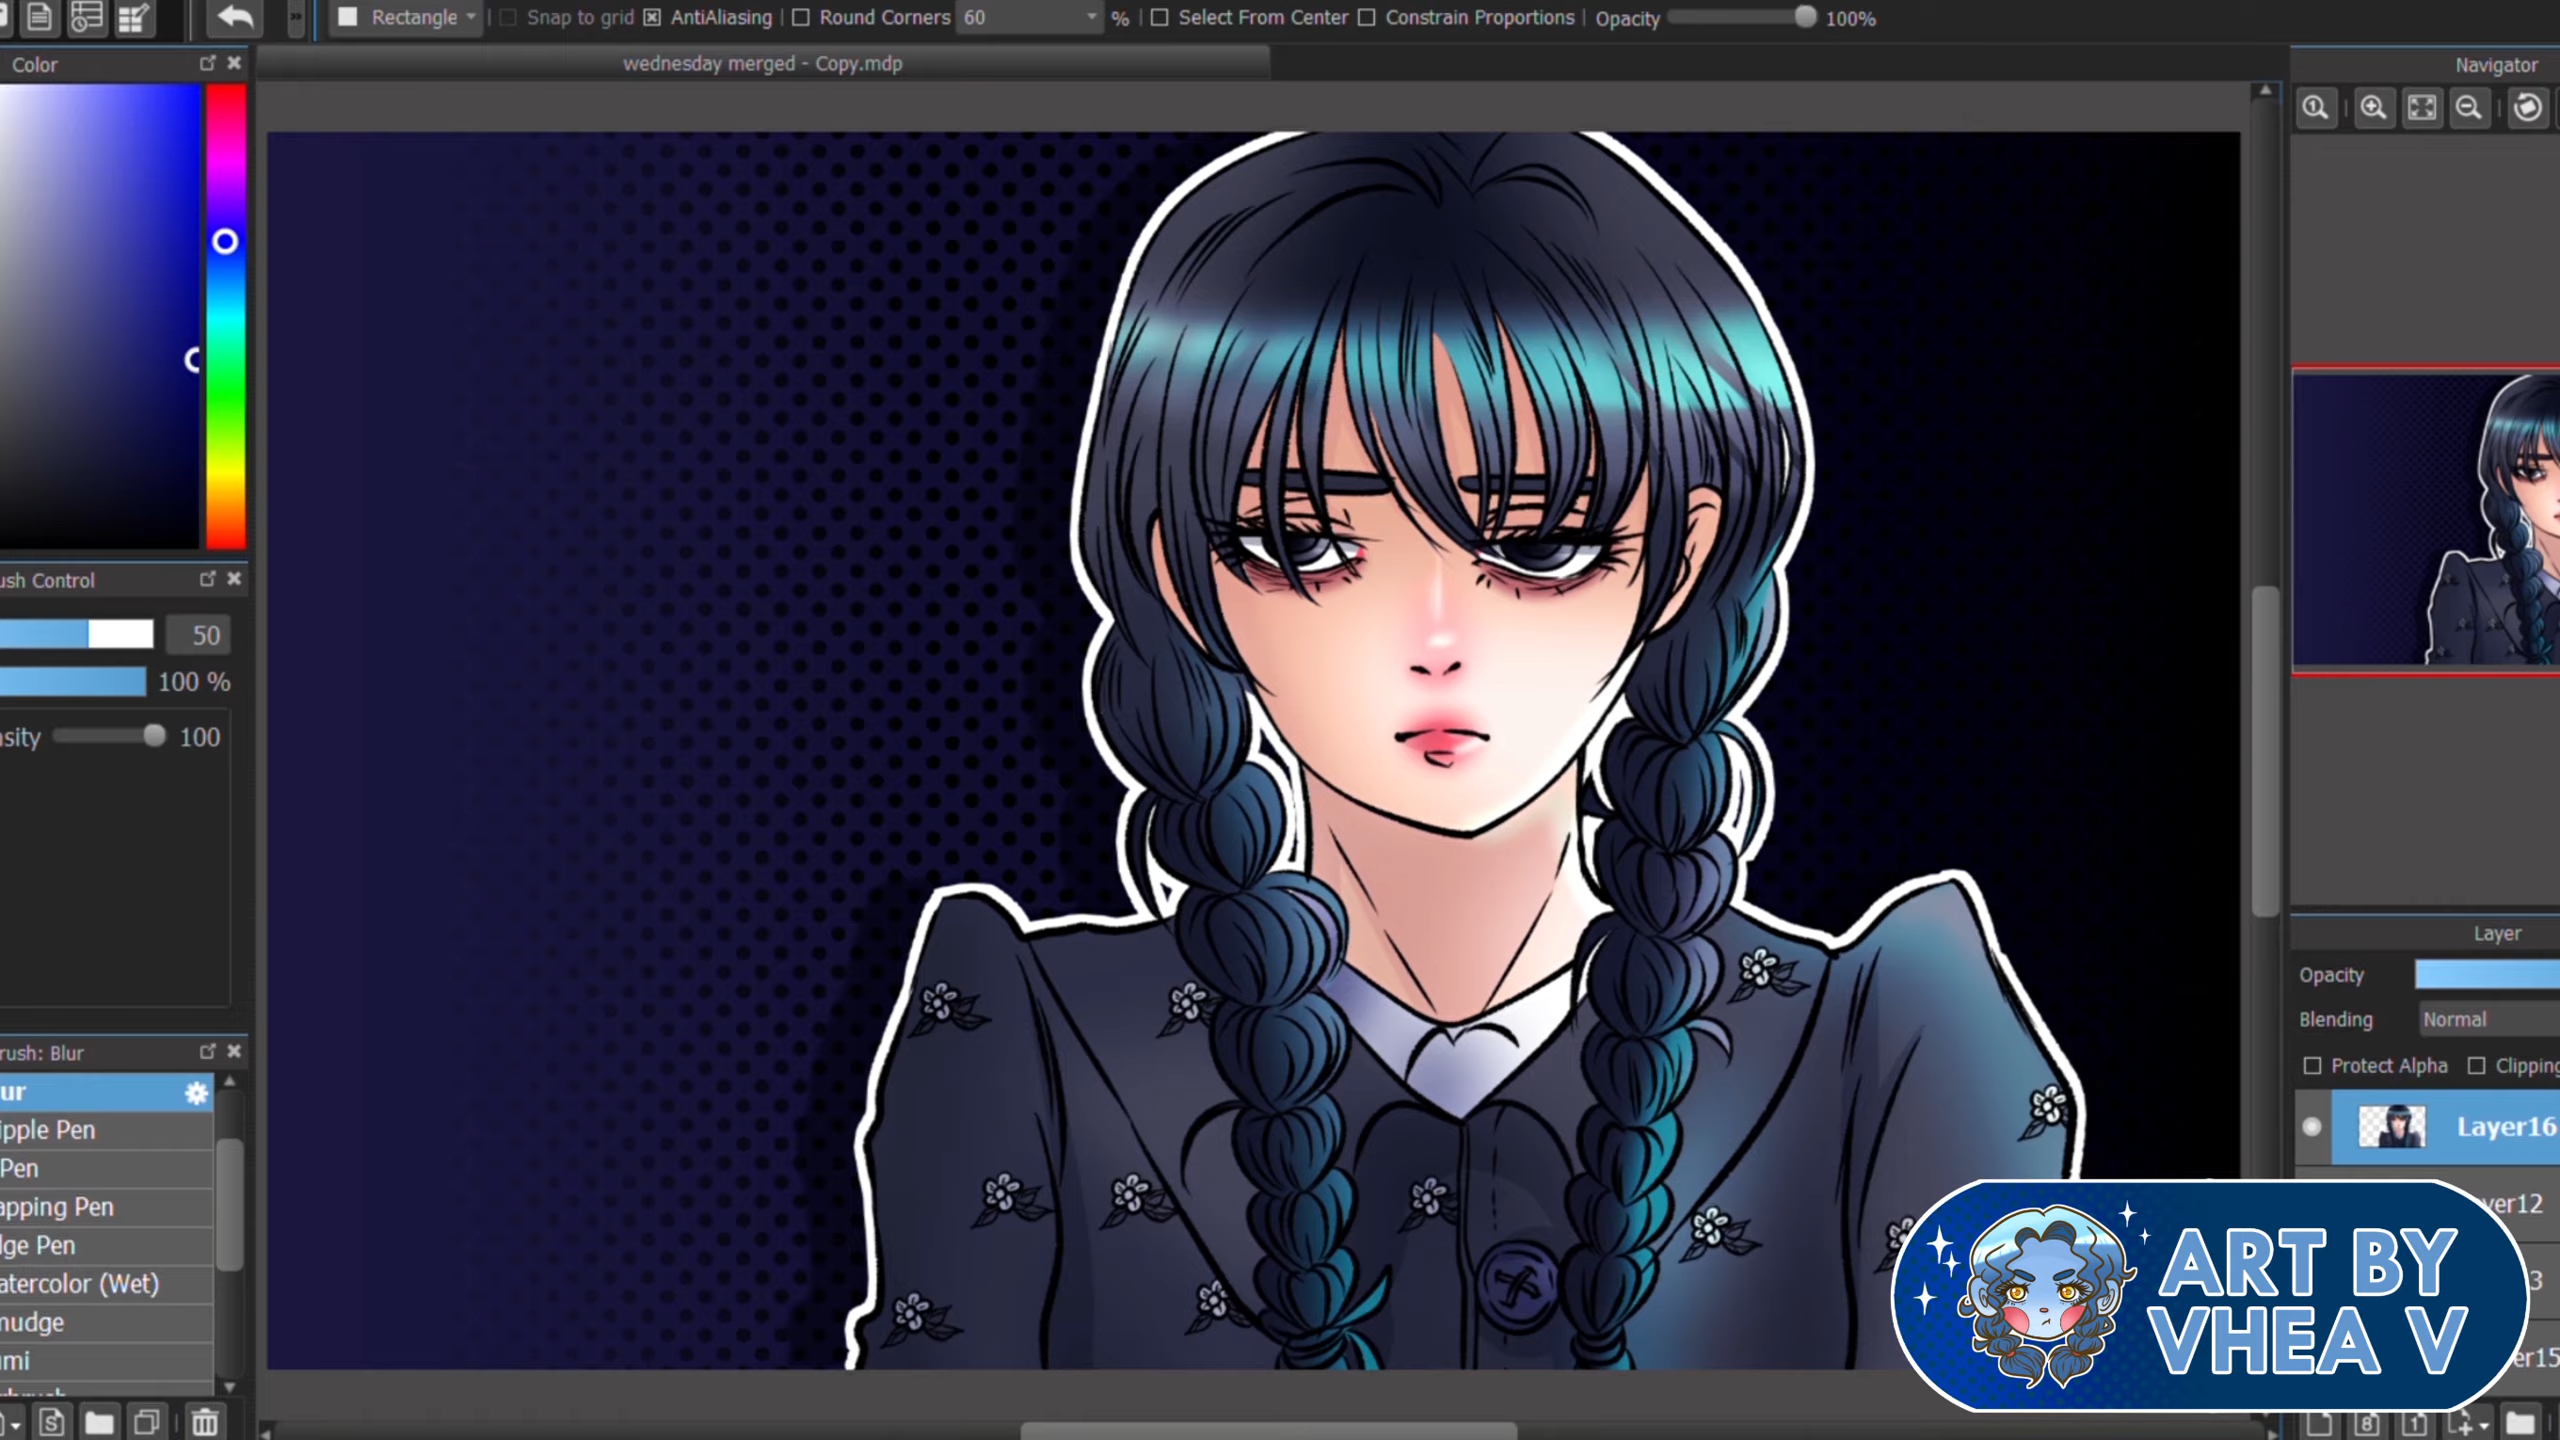 Rectangle
Snap to grid
AntiAliasing
Round Corners
60
%
Select From Center
Constrain Proportions
Opacity
100%
Color
wednesday merged - Copy.mdp
Navigator
ush Control
50
100 %
sity
100
rush: Blur
ur
ipple Pen
Pen
apping Pen
dge Pen
atercolor (Wet)
mudge
umi
Layer
Opacity
Blending
Normal
Protect Alpha
Clipping
Layer16
yer12
3
er15
ART BY
VHEA V